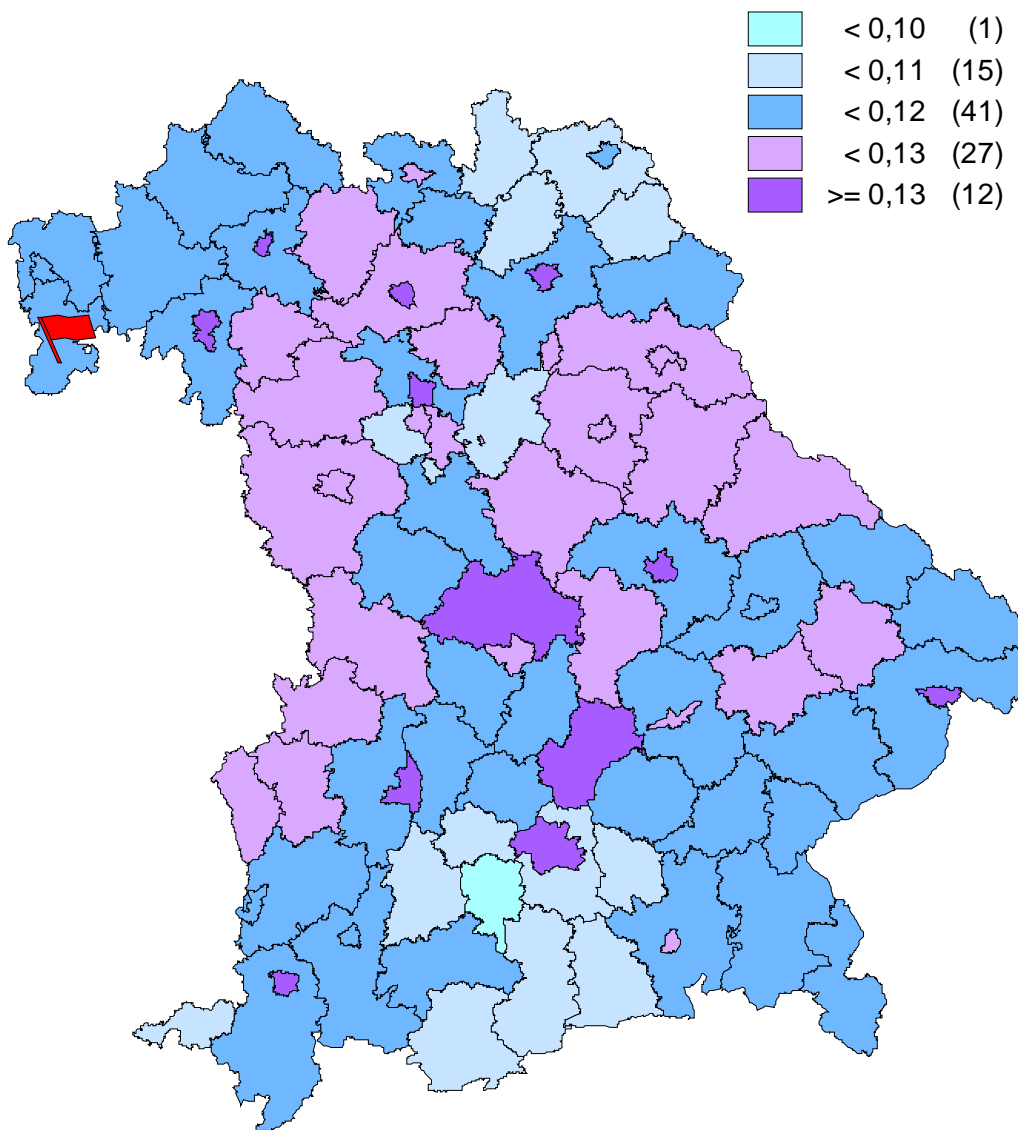 < 0,10 (1)
< 0,11 (15)
< 0,12 (41)
< 0,13 (27)
>= 0,13 (12)